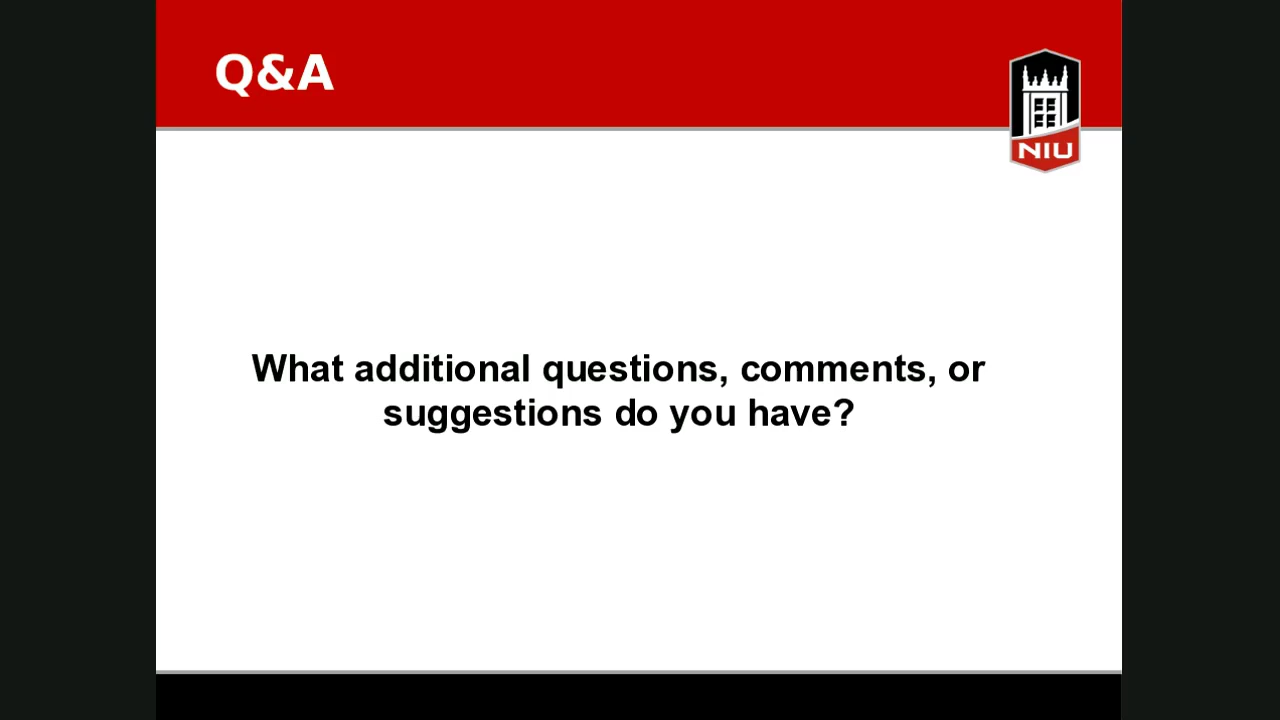 Q&A
NIU
What additional questions, comments, or
suggestions do you have?